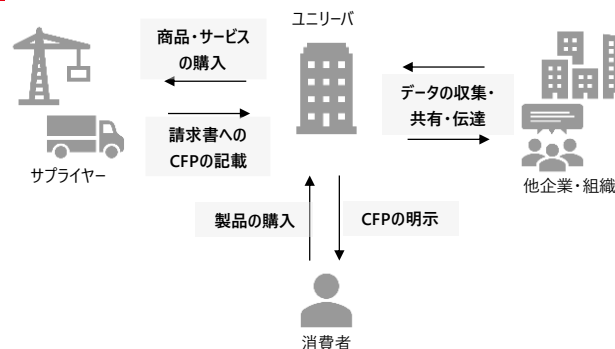 ユニリーバ
商品・サービス
の購入
データの収集・
共有・伝達
請求書への
CFPの記載
サプライヤー
他企業・組織
製品の購入
CFPの明示
消費者